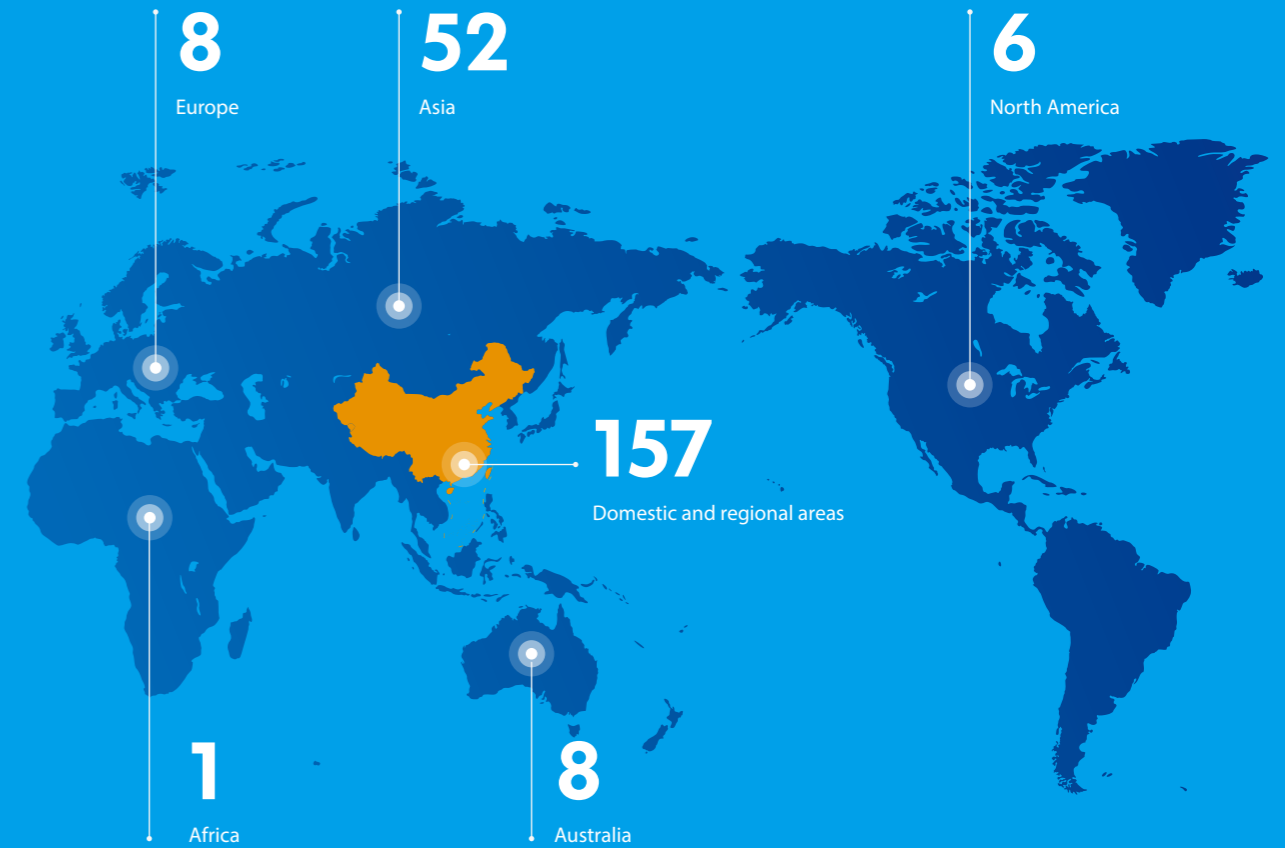 8
Europe
52
Asia
6
North America
157
Domestic and regional areas
1
Africa
8
Australia